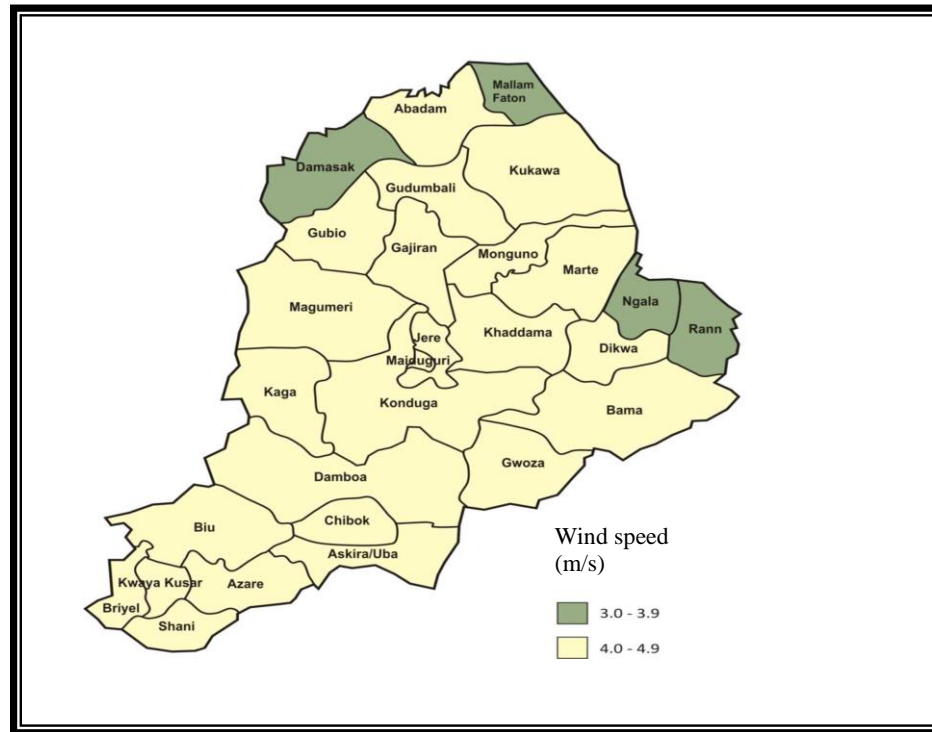 Mallam
Faton
Abadam
Damasak
Kukawa
Gudumbali
Gubio
Gajiran
Monguno
Marte
Ngala
Magumeri
Rann
Jere
Khaddama
Dikwa
Maiduguri
Kaga
Konduga
Bama
Gwoza
Damboa
Chibok
Biu
Askira/Uba
Kwaya Kusar
Azare
Briyel
Shani
Wind speed
(m/s)
3.0 - 3.9
4.0 - 4.9